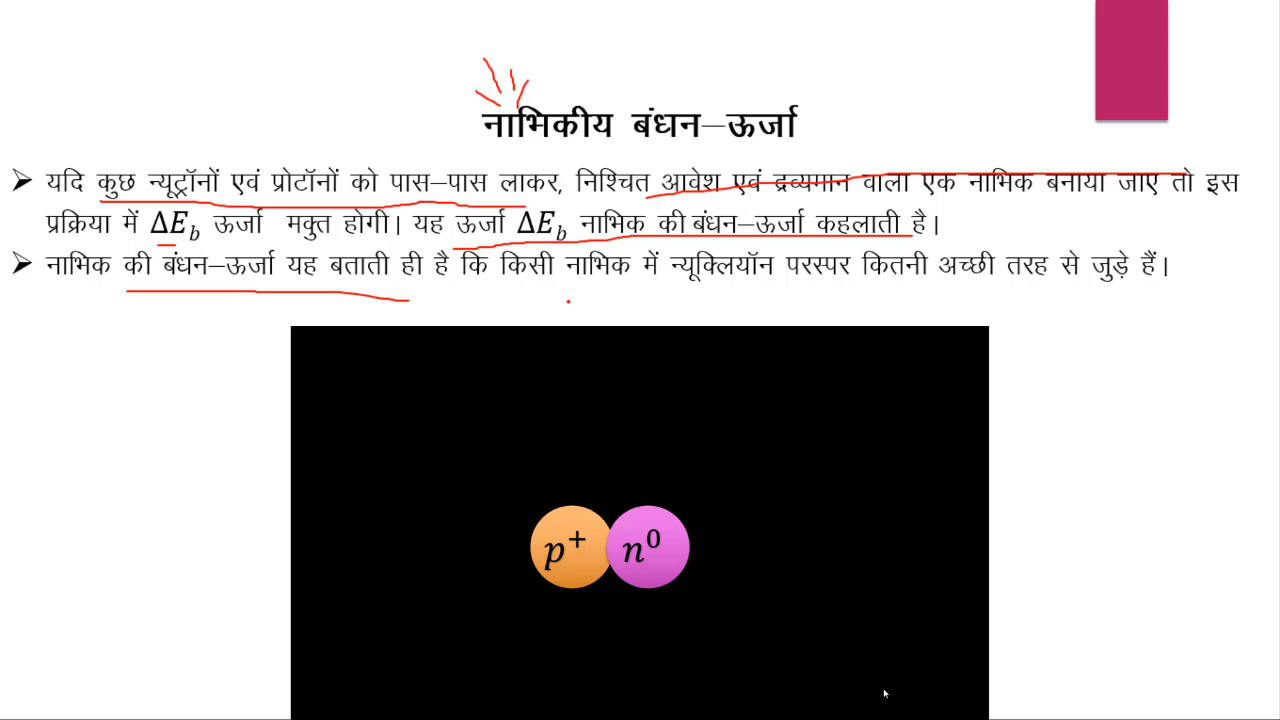 नाभिकीय बंधन–ऊर्जा
➢ यदि कुछ न्यूट्रॉनों एवं प्रोटॉनों को पास–पास लाकर, निश्चित आवेश एवं द्रव्यमान वाला एक नाभिक बनाया जाए तो इस
प्रक्रिया में ΔE_b ऊर्जा मक्त होगी। यह ऊर्जा ΔE_b नाभिक की बंधन–ऊर्जा कहलाती है।
➢ नाभिक की बंधन–ऊर्जा यह बताती ही है कि किसी नाभिक में न्यूक्लियॉन परस्पर कितनी अच्छी तरह से जुड़े हैं।
p⁺ n⁰